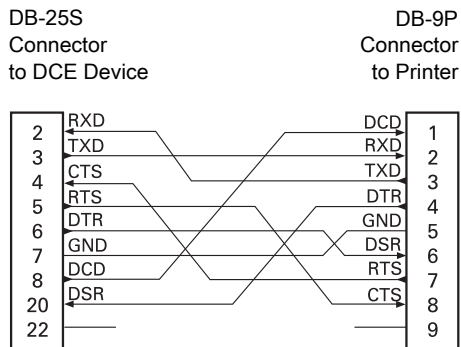 DB-25S
Connector
to DCE Device
DB-9P
Connector
to Printer
2 RXD DCD 1
3 TXD RXD 2
4 CTS TXD 3
5 RTS DTR 4
6 DTR GND 5
7 GND DSR 6
8 DCD RTS 7
20 DSR CTS 8
22 9